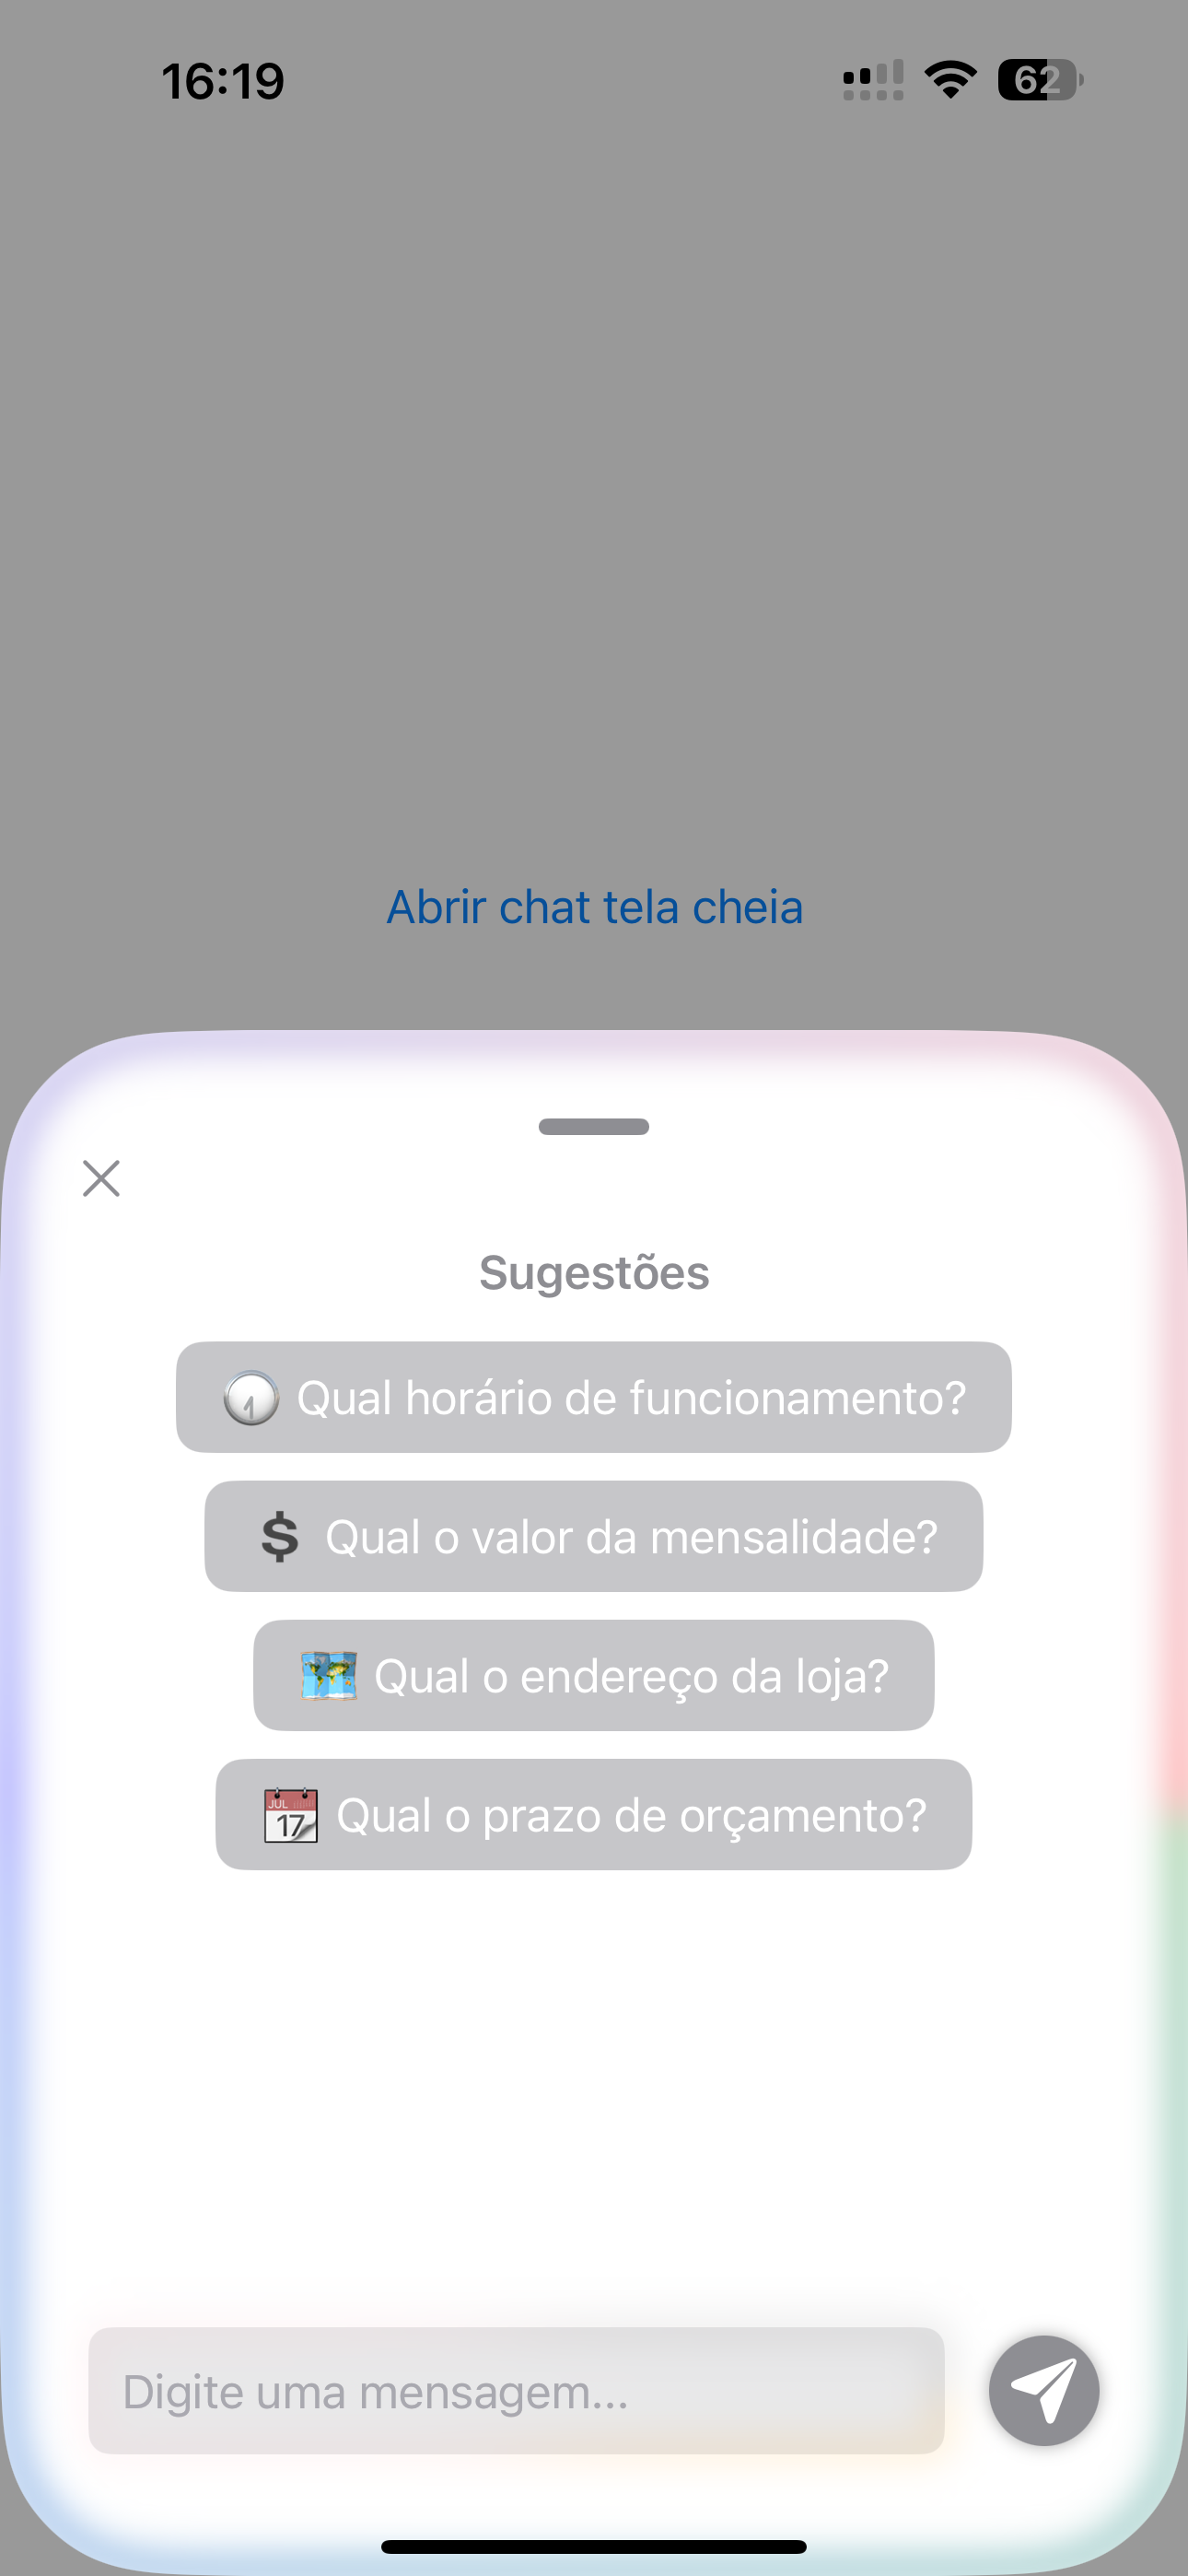 16:19
62
Abrir chat tela cheia
Sugestões
Qual horário de funcionamento?
$ Qual o valor da mensalidade?
Qual o endereço da loja?
JUL 17 Qual o prazo de orçamento?
Digite uma mensagem...